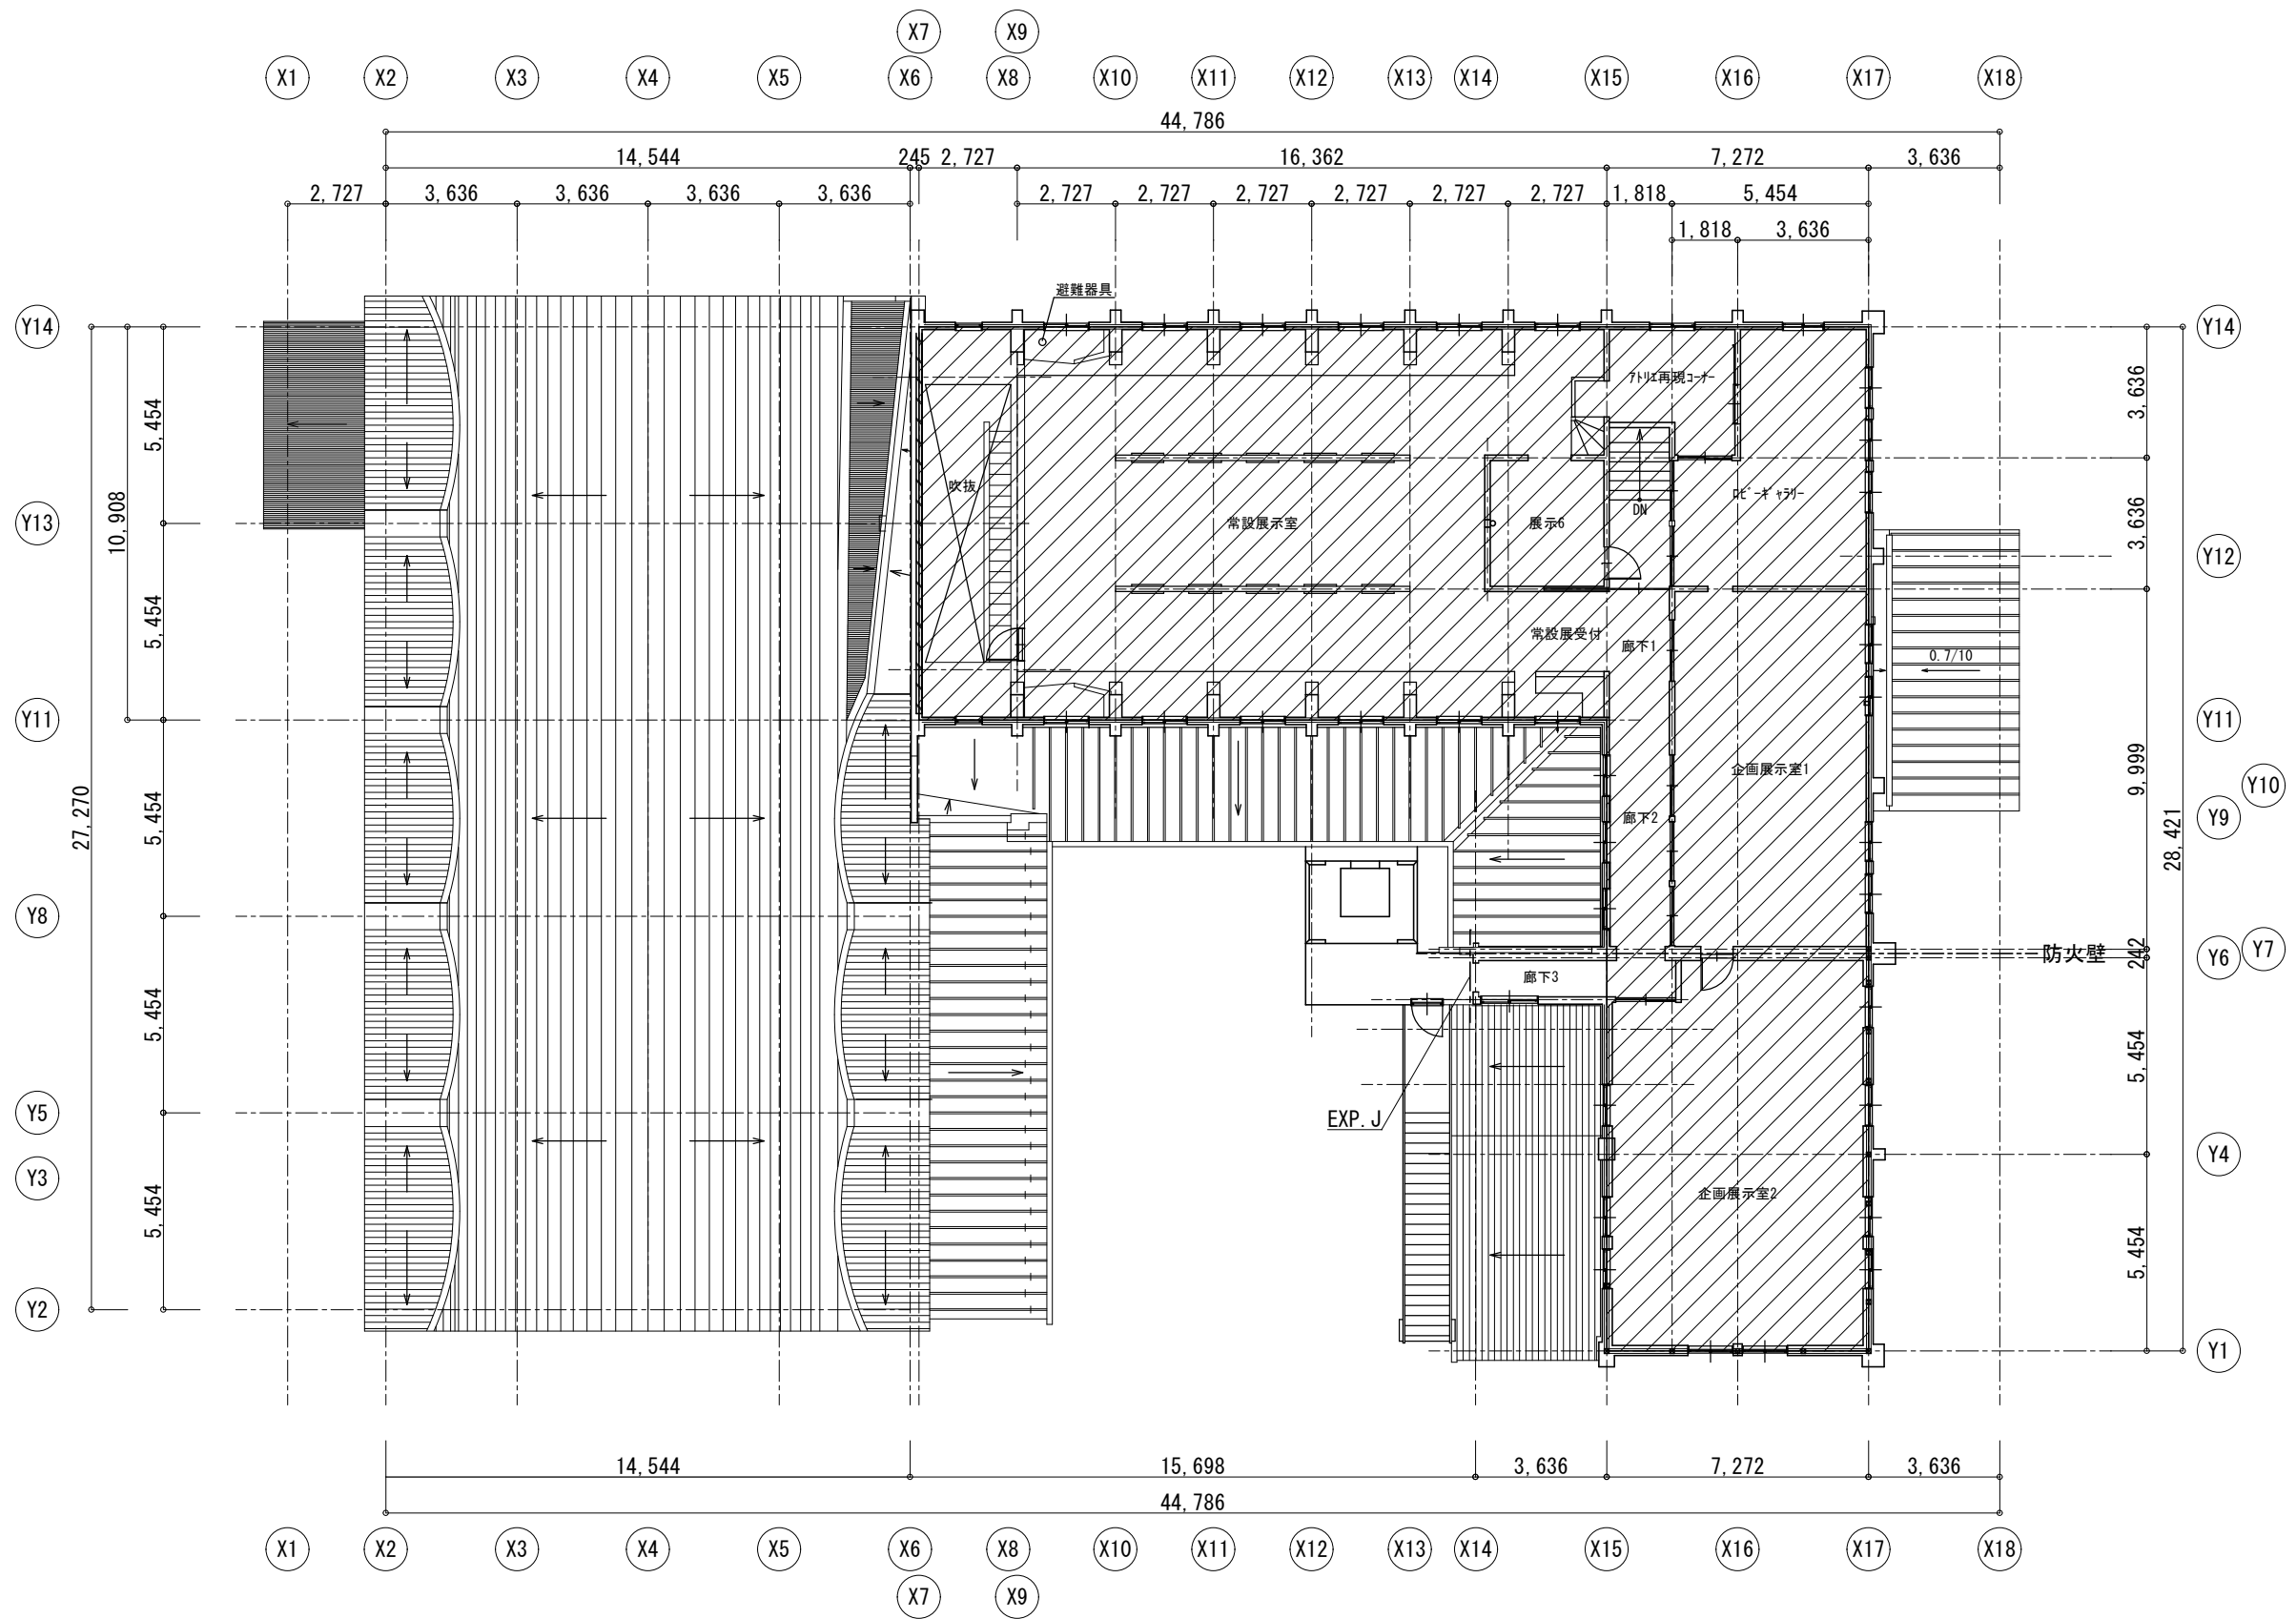 X7 X9
X1 X2 X3 X4 X5 X6 X8 X10 X11 X12 X13 X14 X15 X16 X17 X18
44,786
14,544 245 2,727 16,362 7,272 3,636
2,727 3,636 3,636 3,636 3,636 2,727 2,727 2,727 2,727 2,727 2,727 1,818 5,454
1,818 3,636
避難器具
Y14 Y14
アトリエ再現コーナー
3,636
5,454
吹抜
ロビーギャラリー
10,908
Y13
常設展示室
展示6
DN
3,636
Y12
5,454
常設展受付
廊下1
0.7/10
Y11 Y11
企画展示室1
9,999
Y10
27,270
5,454
廊下2
Y9
28,421
Y8
防火壁
242
Y6
Y7
廊下3
5,454
5,454
EXP.J
Y5
Y3
Y4
企画展示室2
5,454
5,454
Y2
Y1
14,544 15,698 3,636 7,272 3,636
44,786
X1 X2 X3 X4 X5 X6 X8 X10 X11 X12 X13 X14 X15 X16 X17 X18
X7 X9